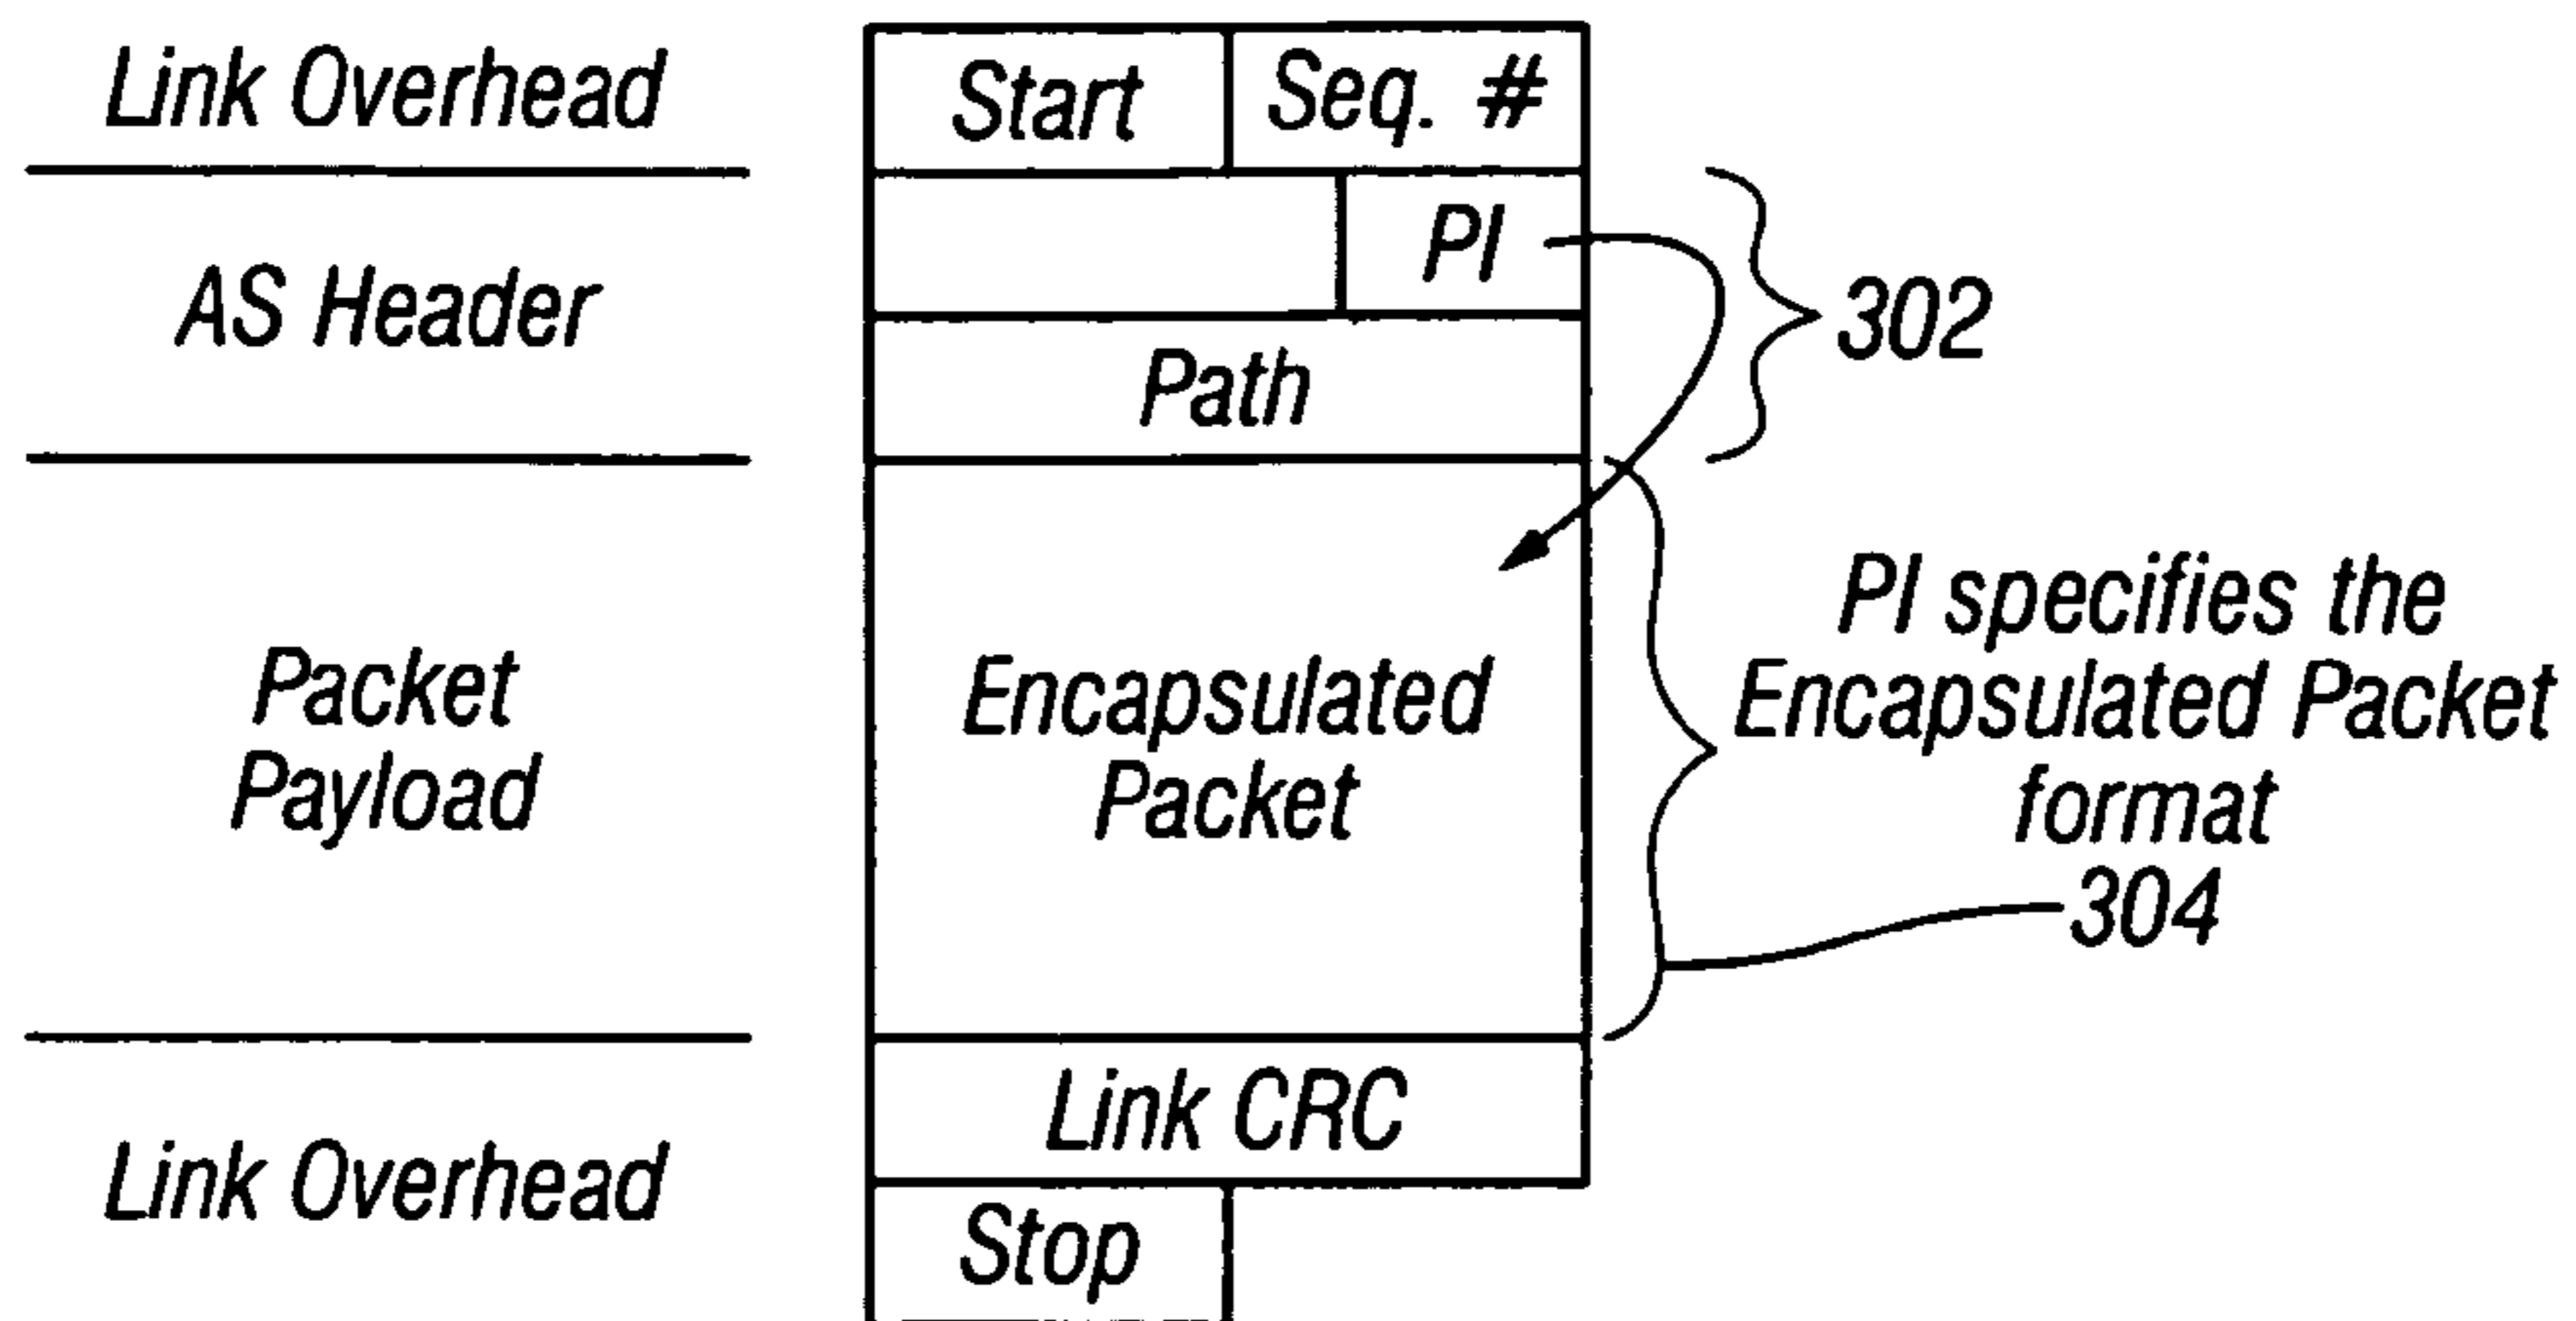 Link Overhead
Start
Seq. #
AS Header
PI
Path
302
Packet
Payload
Encapsulated
Packet
PI specifies the
Encapsulated Packet
format
304
Link Overhead
Link CRC
Stop